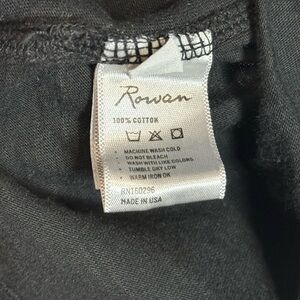 Rowan
100% COTTON
• MACHINE WASH COLD
• DO NOT BLEACH
• WASH WITH LIKE COLORS
• TUMBLE DRY LOW
• WARM IRON OK
RN160296
MADE IN USA